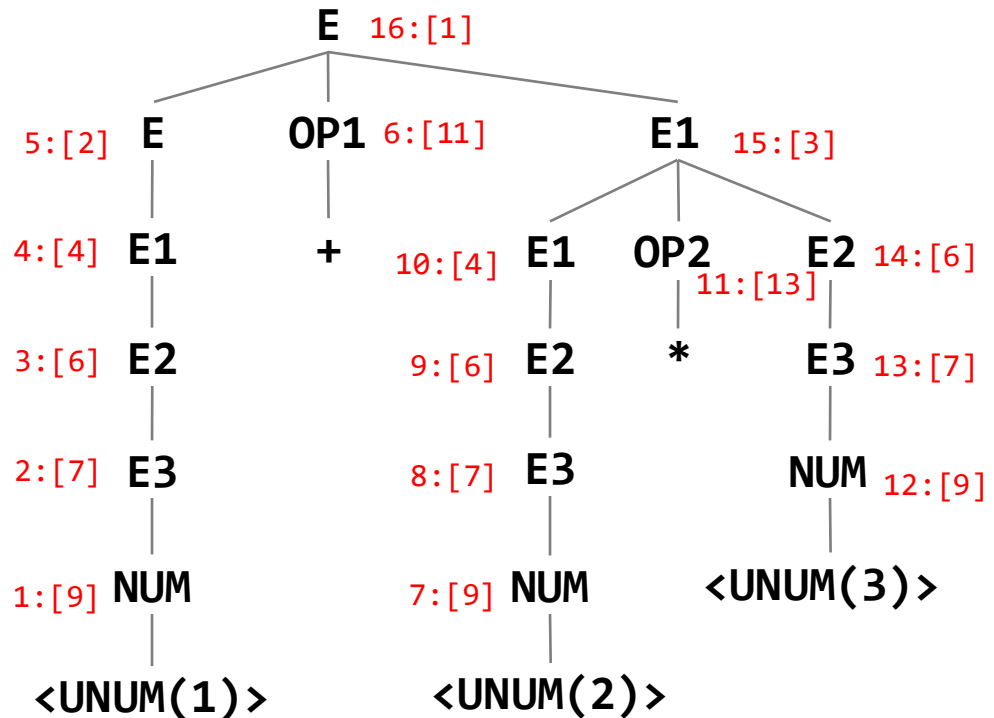 E 16:[1]
5:[2] E OP1 6:[11] E1 15:[3]
4:[4] E1 + 10:[4] E1 OP2 11:[13] E2 14:[6]
3:[6] E2 9:[6] E2 * E3 13:[7]
2:[7] E3 8:[7] E3 NUM 12:[9]
1:[9] NUM 7:[9] NUM <UNUM(3)>
<UNUM(1)> <UNUM(2)>